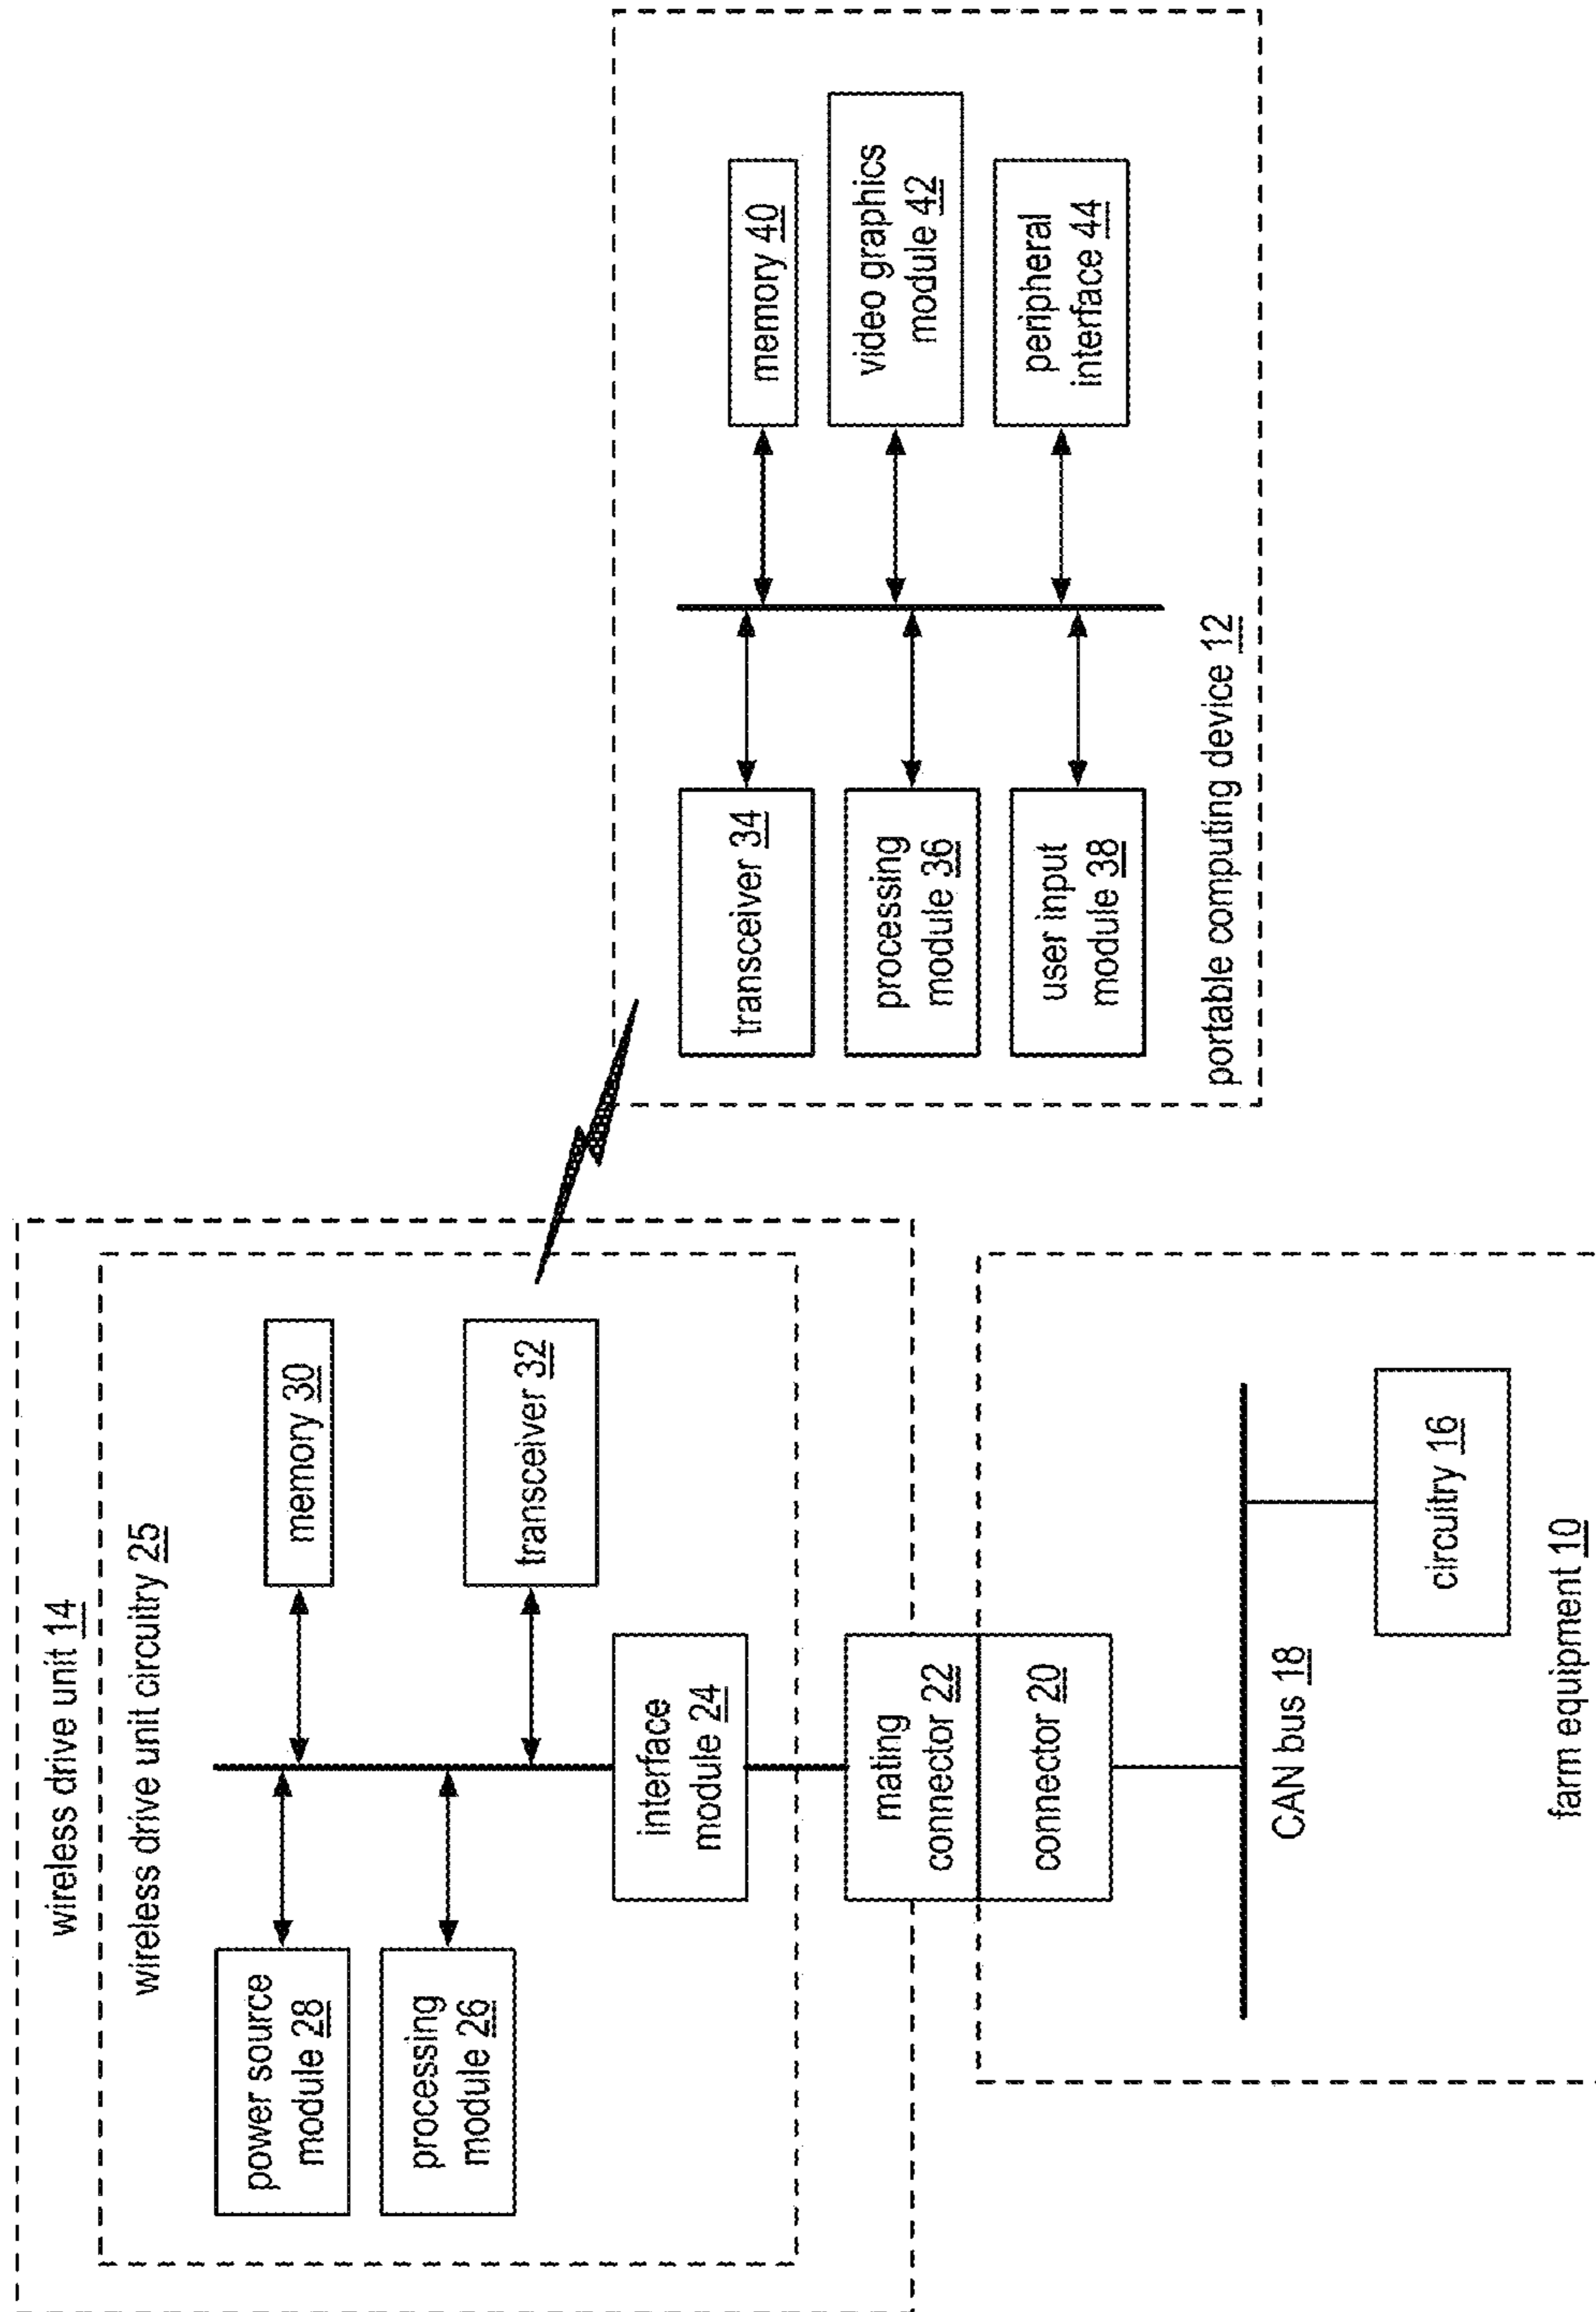 wireless drive unit 14
wireless drive unit circuitry 25
power source
module 28
memory 30
processing
module 26
transceiver 32
interface
module 24
mating
connector 22
connector 20
CAN bus 18
circuitry 16
farm equipment 10
transceiver 34
memory 40
processing
module 36
video graphics
module 42
user input
module 38
peripheral
interface 44
portable computing device 12